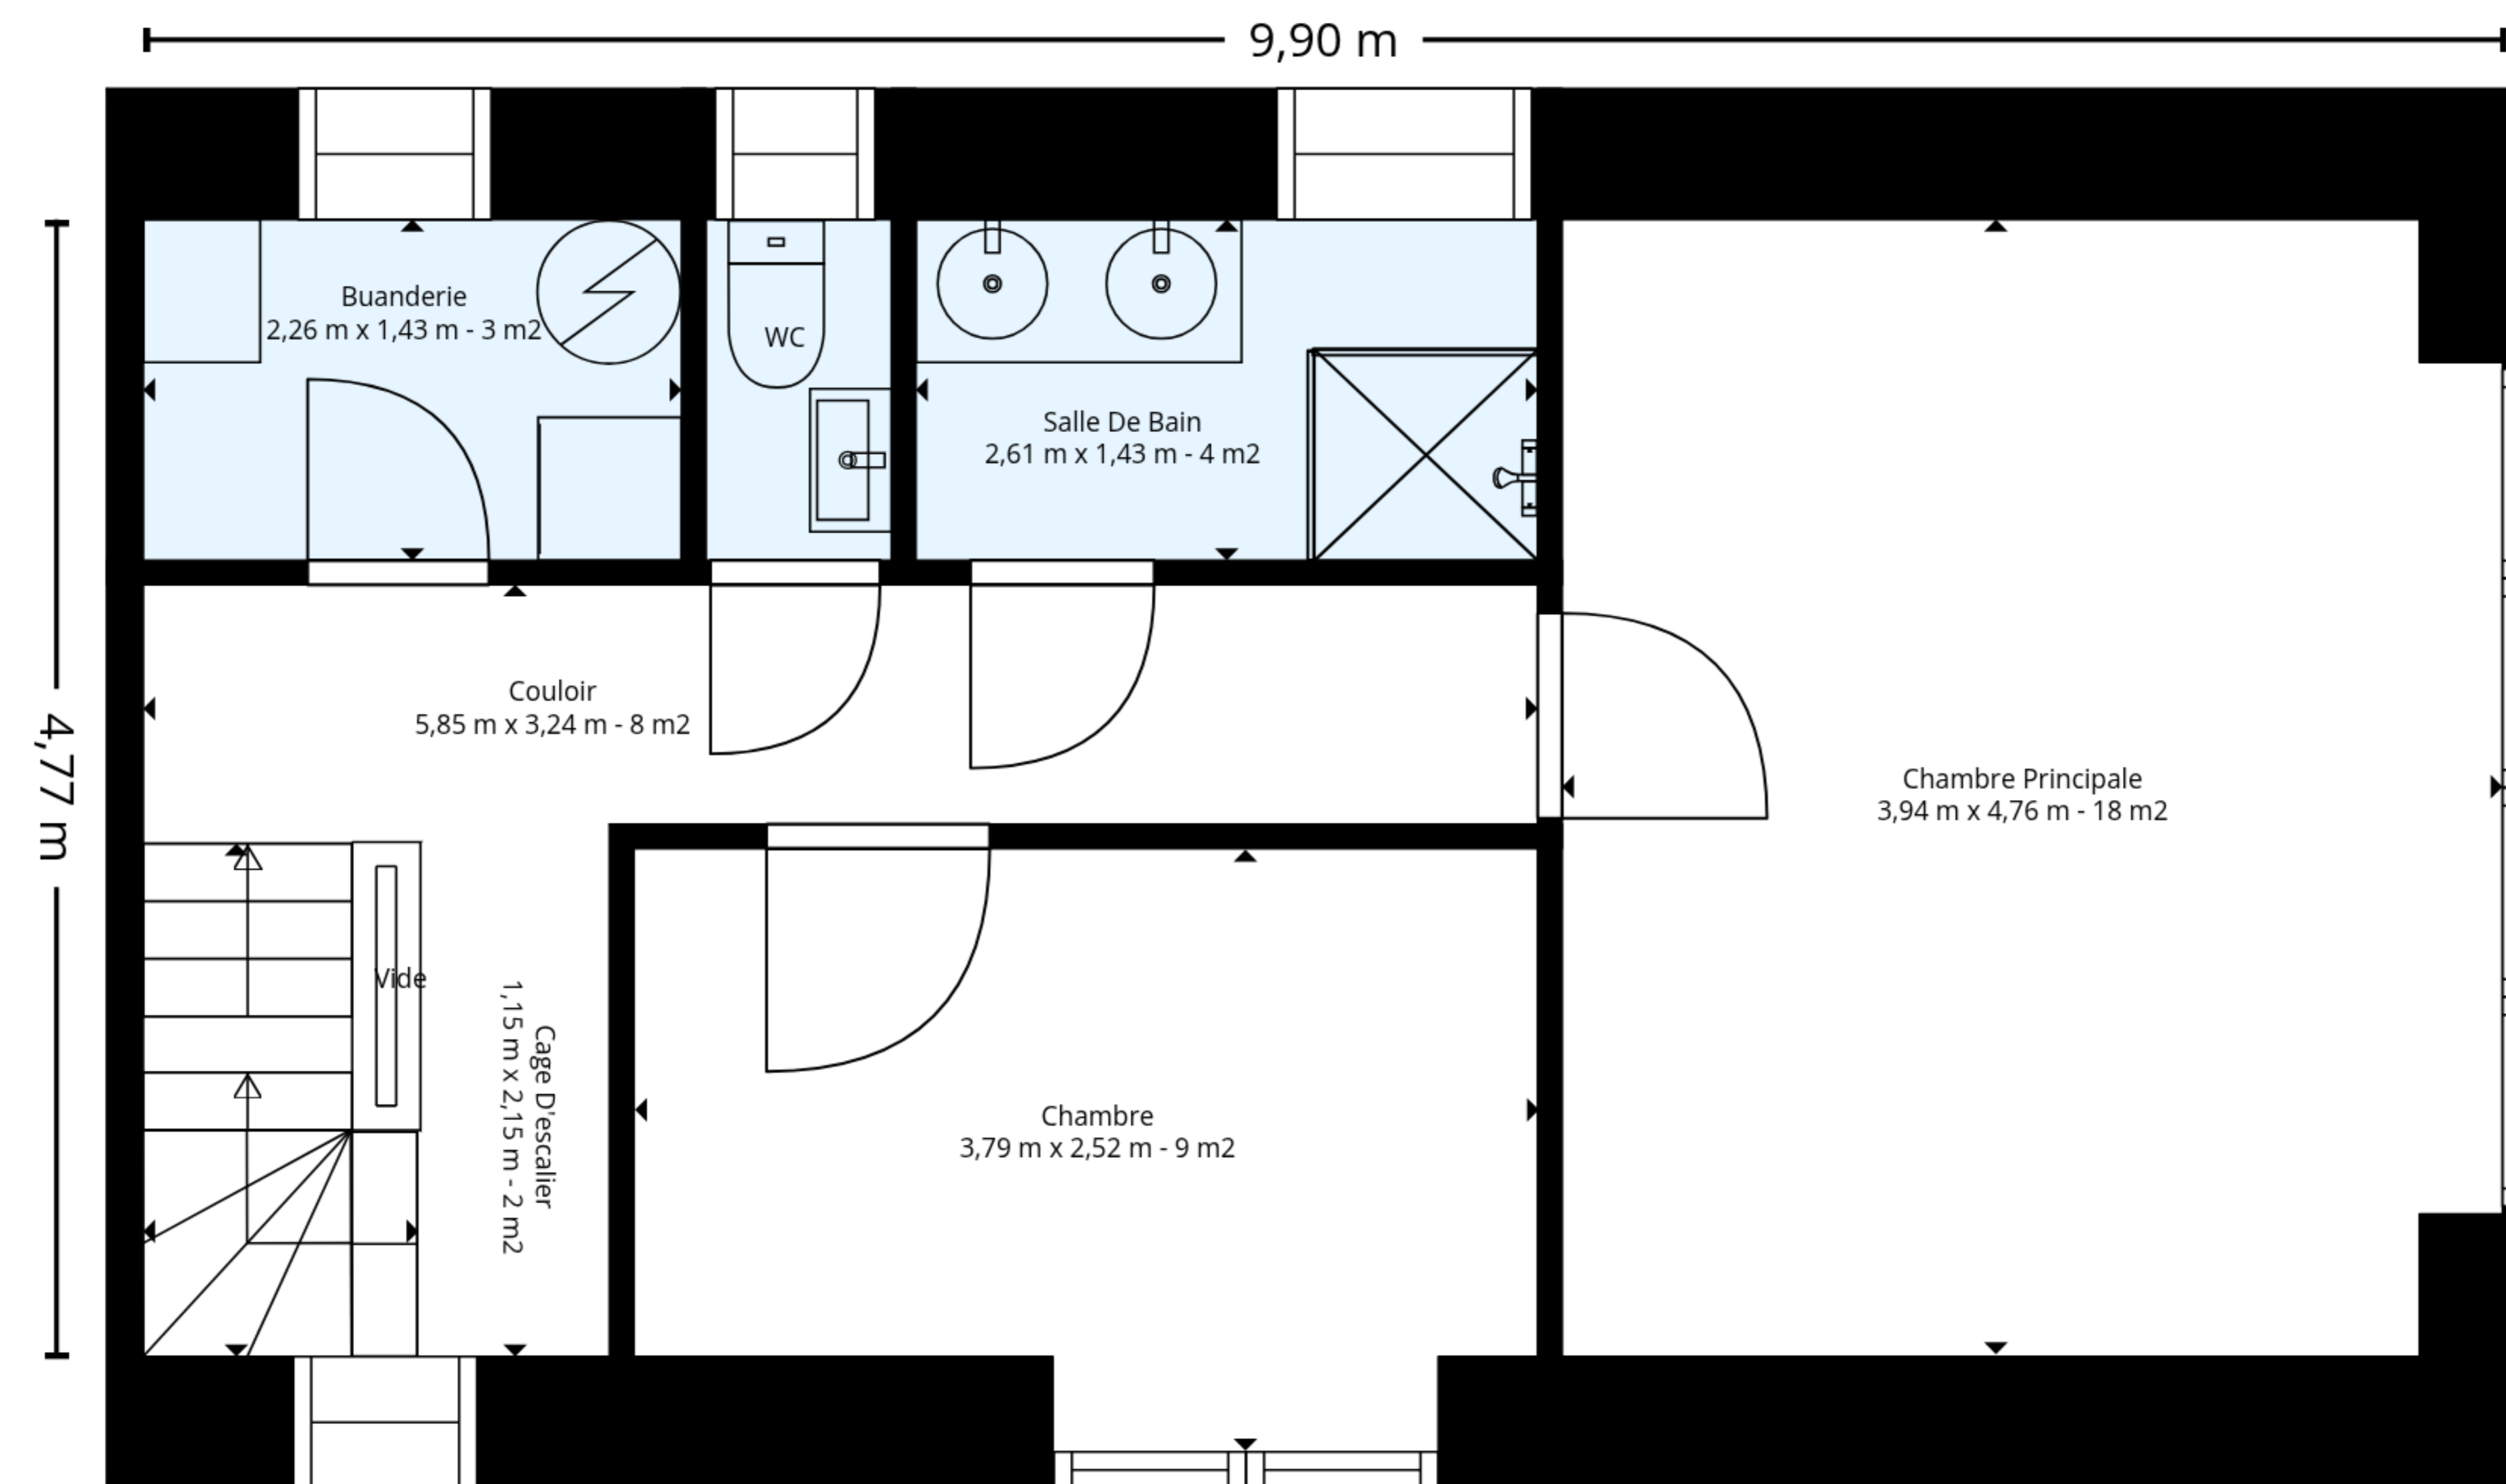 9,90 m
Buanderie
2,26 m x 1,43 m - 3 m2
WC
Salle De Bain
2,61 m x 1,43 m - 4 m2
Couloir
5,85 m x 3,24 m - 8 m2
4,77 m
Chambre Principale
3,94 m x 4,76 m - 18 m2
Vide
Cage D'escalier
1,15 m x 2,15 m - 2 m2
Chambre
3,79 m x 2,52 m - 9 m2